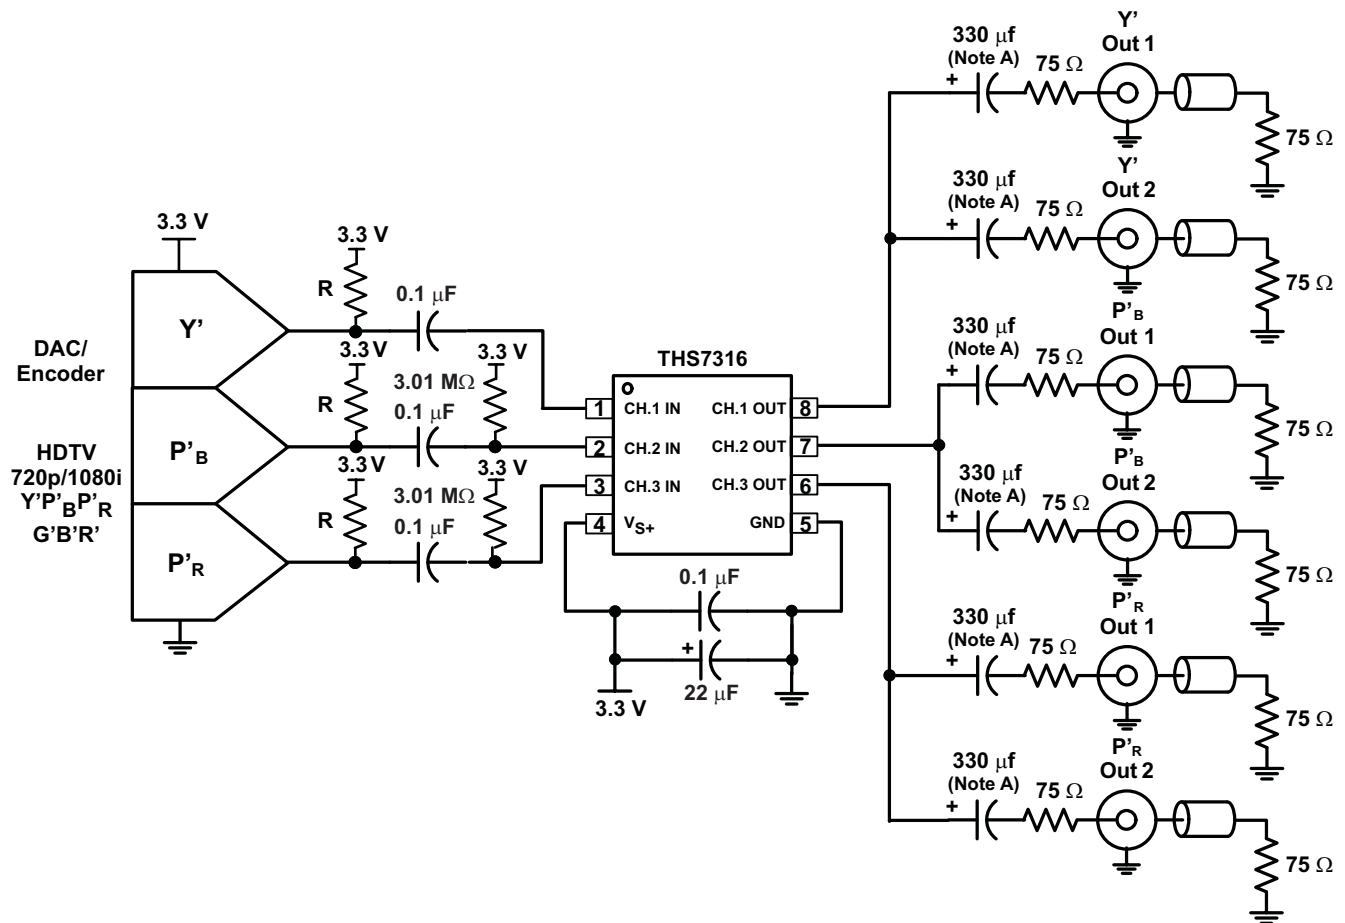 Y'
Out 1
330 μf
(Note A)
75 Ω
+
75 Ω
Y'
Out 2
330 μf
(Note A)
75 Ω
+
75 Ω
P'B
Out 1
330 μf
(Note A)
75 Ω
+
75 Ω
P'B
Out 2
330 μf
(Note A)
75 Ω
+
75 Ω
P'R
Out 1
330 μf
(Note A)
75 Ω
+
75 Ω
P'R
Out 2
330 μf
(Note A)
75 Ω
+
75 Ω
3.3 V
3.3 V
R
0.1 μF
Y'
DAC/
Encoder
3.3 V
3.3 V
R
3.01 MΩ
0.1 μF
P'B
HDTV
720p/1080i
Y'P'BP'R
G'B'R'
3.3 V
3.3 V
R
3.01 MΩ
0.1 μF
P'R
THS7316
1 CH.1 IN CH.1 OUT 8
2 CH.2 IN CH.2 OUT 7
3 CH.3 IN CH.3 OUT 6
4 VS+ GND 5
0.1 μF
+
22 μF
3.3 V